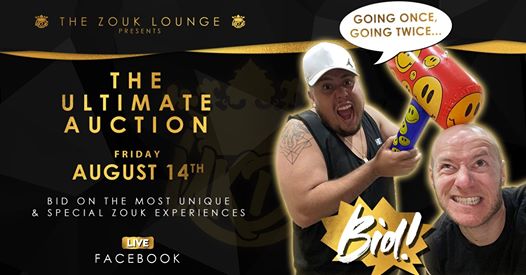 THE ZOUK LOUNGE
PRESENTS
THE
ULTIMATE
AUCTION
FRIDAY
AUGUST 14TH
BID ON THE MOST UNIQUE
& SPECIAL ZOUK EXPERIENCES
LIVE
FACEBOOK
GOING ONCE,
GOING TWICE...
Bid!